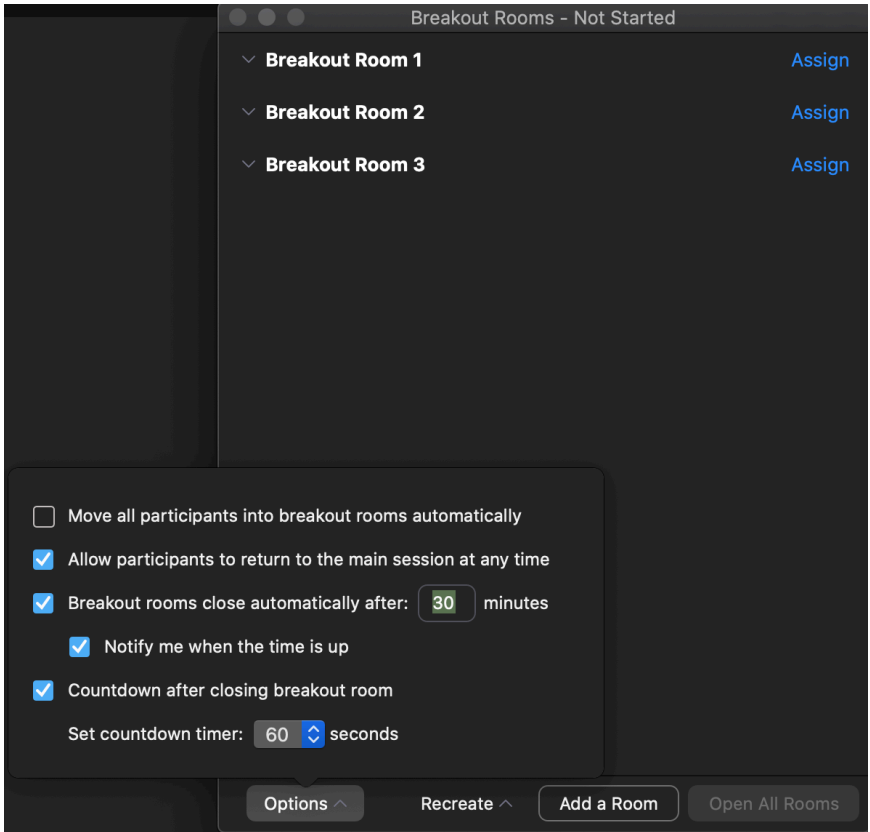 Breakout Rooms - Not Started
Breakout Room 1 Assign
Breakout Room 2 Assign
Breakout Room 3 Assign
Move all participants into breakout rooms automatically
Allow participants to return to the main session at any time
Breakout rooms close automatically after: 30 minutes
Notify me when the time is up
Countdown after closing breakout room
Set countdown timer: 60 seconds
Options Recreate Add a Room Open All Rooms